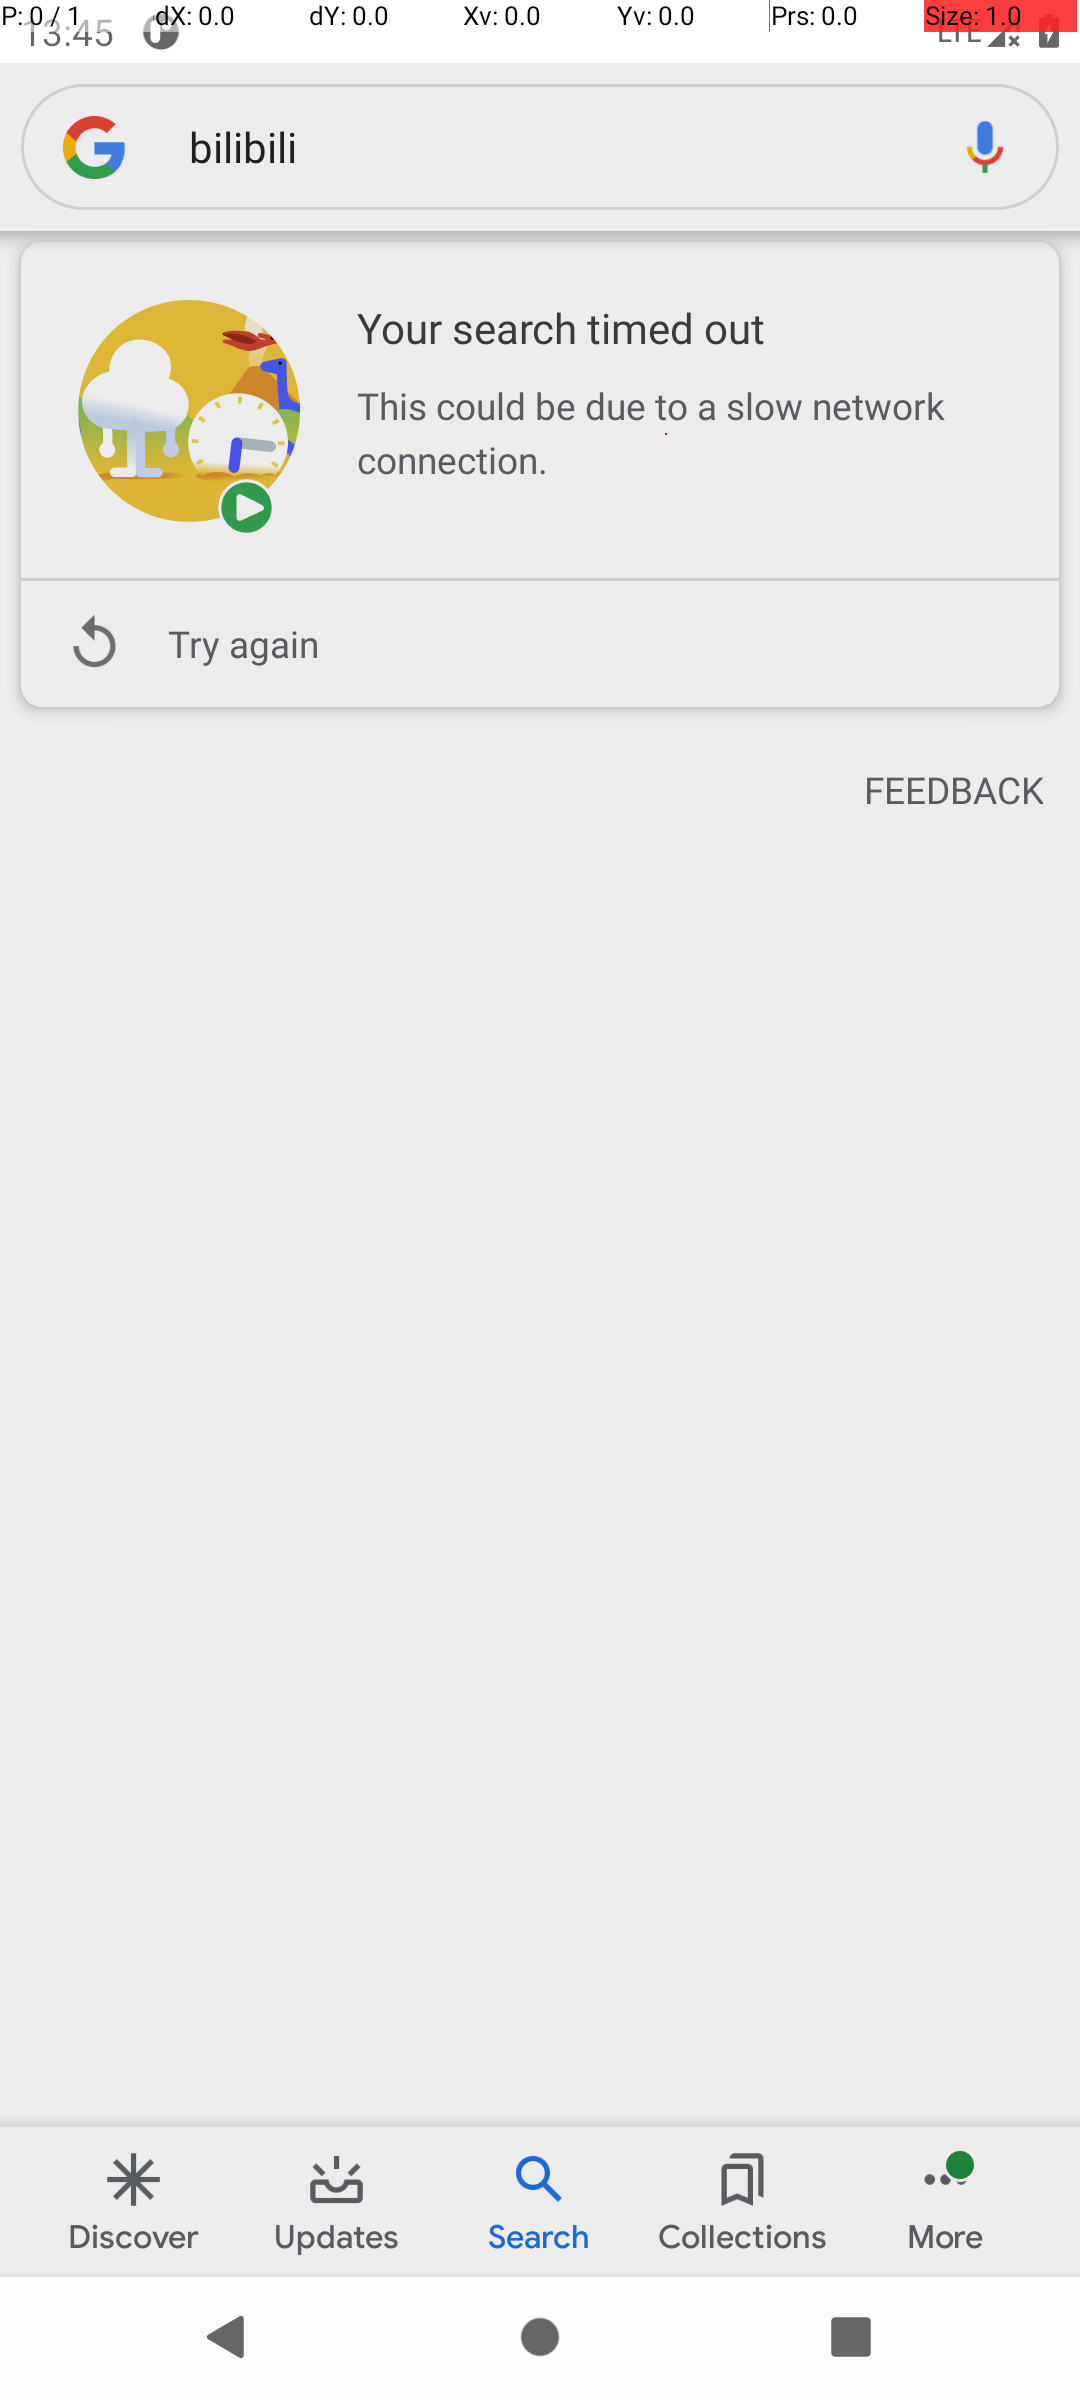 P: 0 / 1 dX: 0.0 dY: 0.0 Xv: 0.0 Yv: 0.0 Prs: 0.0 Size: 1.0
13:45 LTE
bilibili
Your search timed out
This could be due to a slow network
connection.
Try again
FEEDBACK
Discover Updates Search Collections More